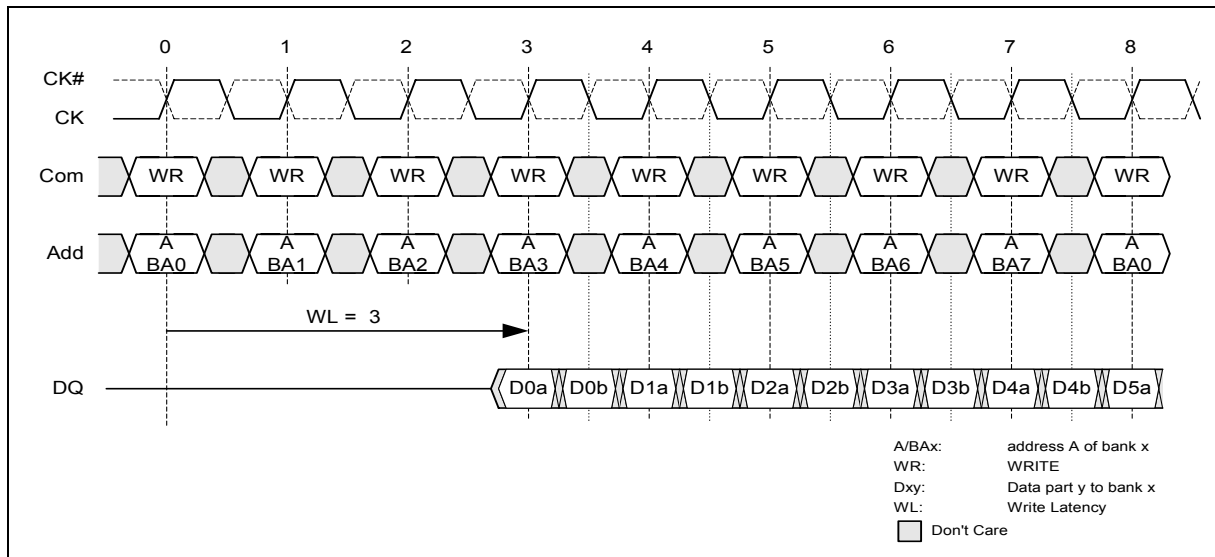 0 1 2 3 4 5 6 7 8
CK#
CK
Com WR WR WR WR WR WR WR WR WR
A A A A A A A A A
Add
BA0 BA1 BA2 BA3 BA4 BA5 BA6 BA7 BA0
WL = 3
DQ D0a D0b D1a D1b D2a D2b D3a D3b D4a D4b D5a
A/BAx: address A of bank x
WR: WRITE
Dxy: Data part y to bank x
WL: Write Latency
Don't Care